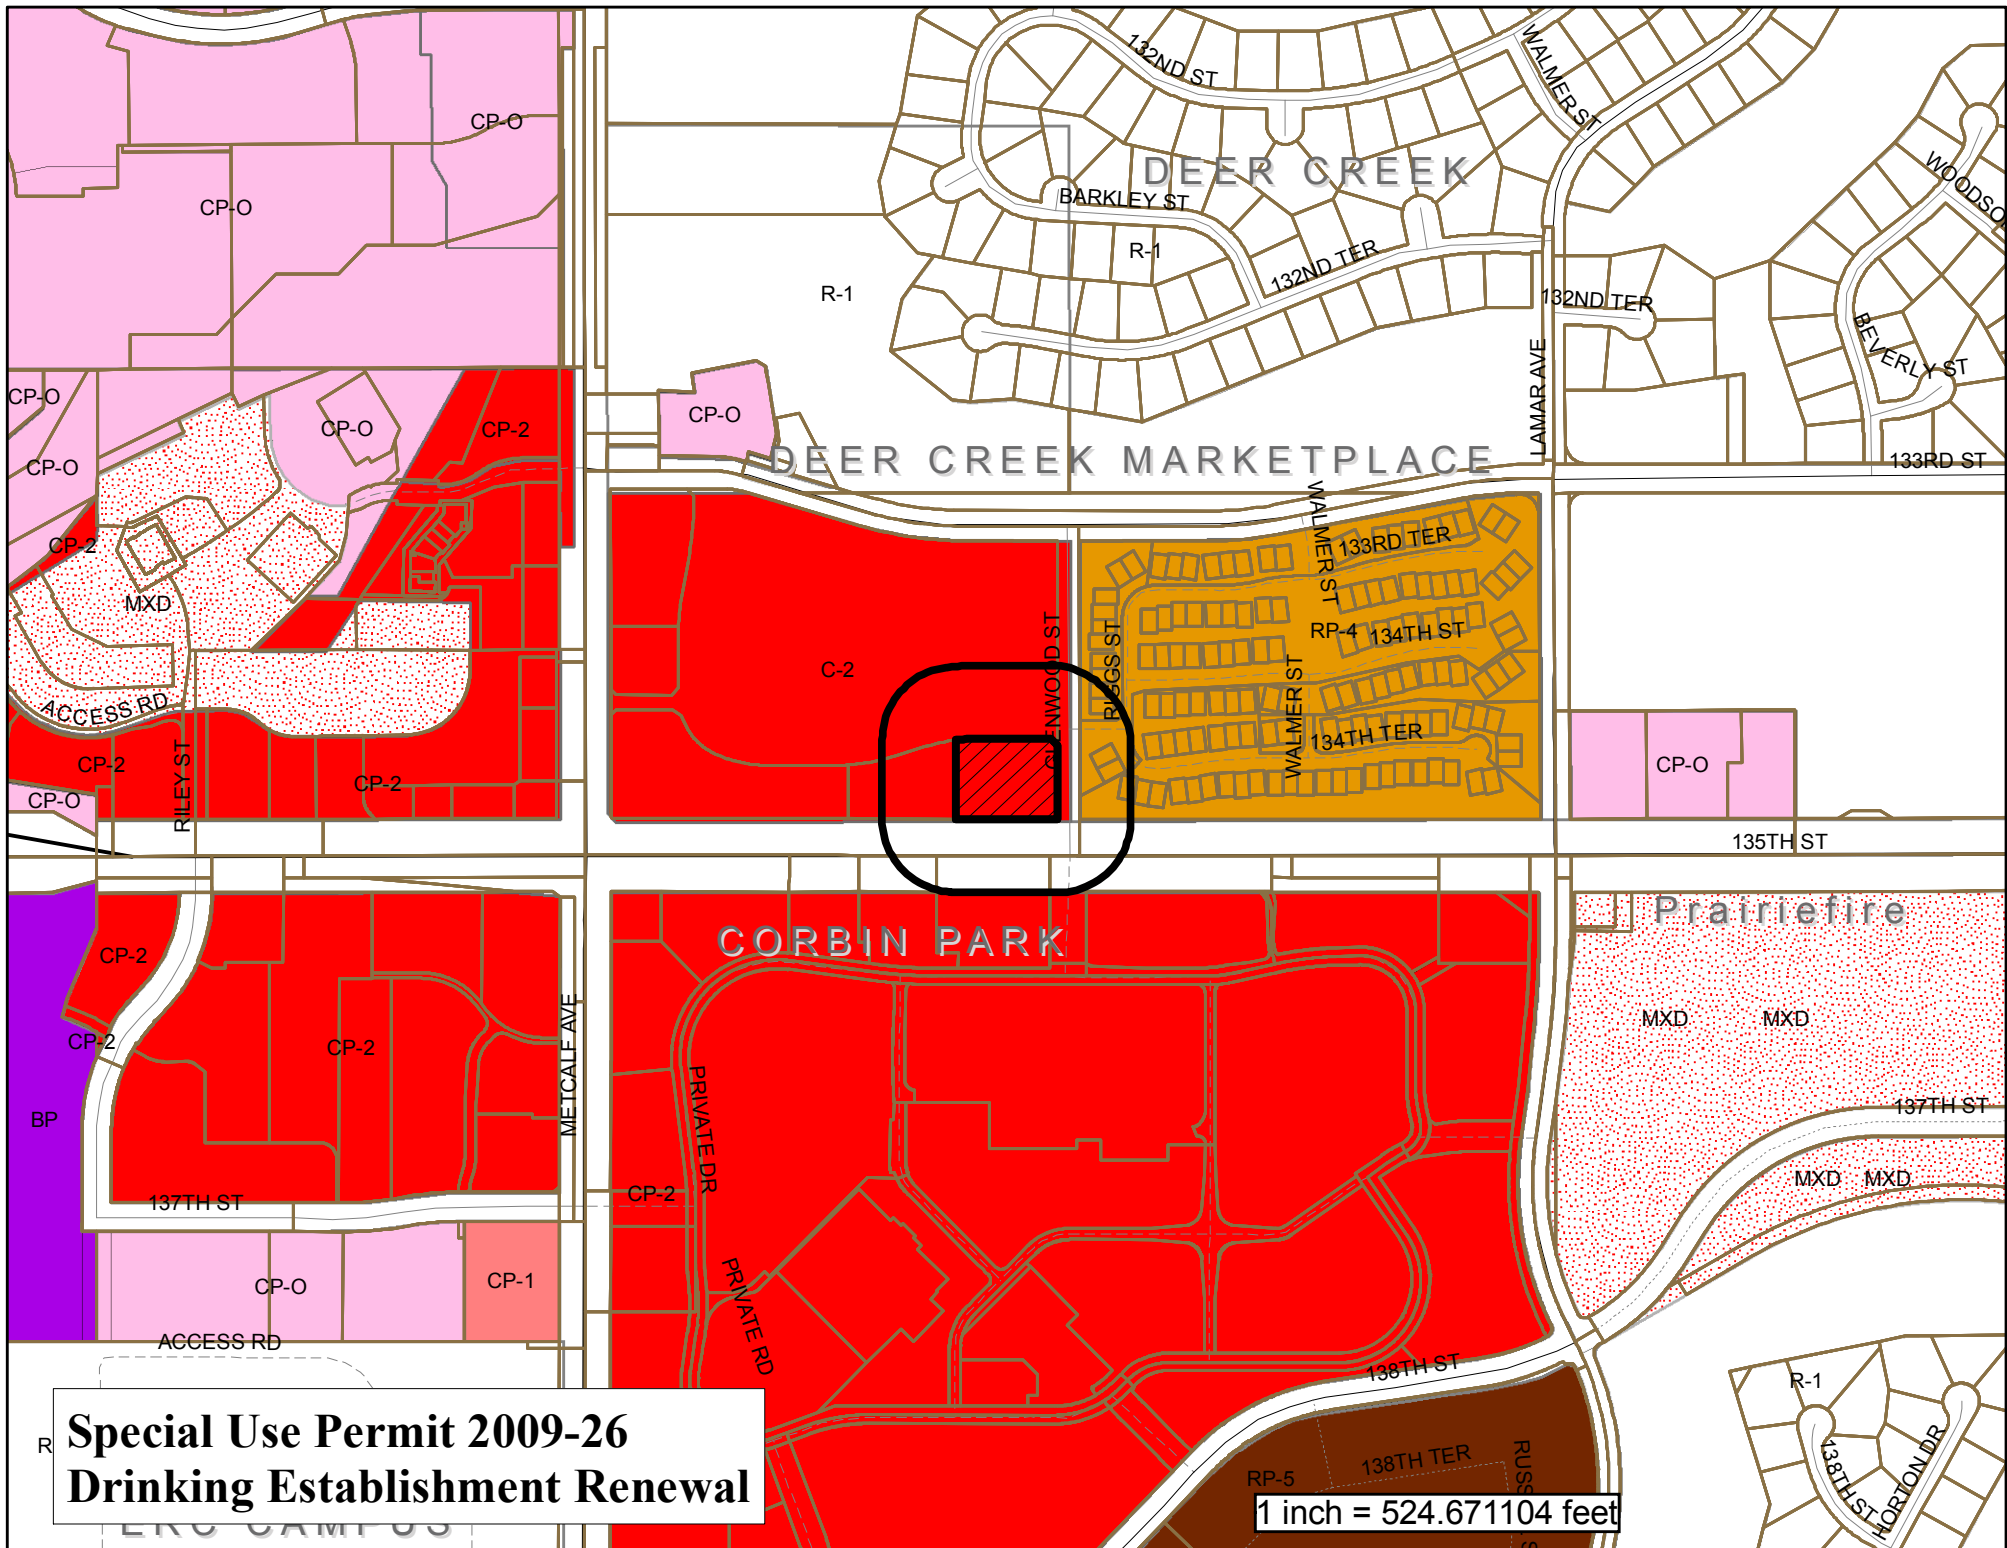 132ND ST
WALMER ST
CP-O
DEER CREEK
CP-O
BARKLEY ST
R-1
132ND TER
R-1
132ND TER
BEVERLY ST
LAMAR AVE
CP-O
CP-O
CP-O
CP-2
CP-O
DEER CREEK MARKETPLACE
133RD ST
CP-O
CP-2
WALMER ST
133RD TER
MXD
RP-4
134TH ST
C-2
GLENWOOD ST
RIGGS ST
WALMER ST
134TH TER
ACCESS RD
RILEY ST
CP-2
CP-2
CP-O
CP-O
135TH ST
Prairiefire
CORBIN PARK
CP-2
CP-2
CP-2
METCALF AVE
MXD
MXD
BP
PRIVATE DR
137TH ST
MXD
MXD
137TH ST
CP-2
CP-O
CP-1
PRIVATE RD
ACCESS RD
138TH ST
R-1
Special Use Permit 2009-26
Drinking Establishment Renewal
138TH TER
RP-5
138TH ST
HORTON DR
1 inch = 524.671104 feet
ERC CAMPUS